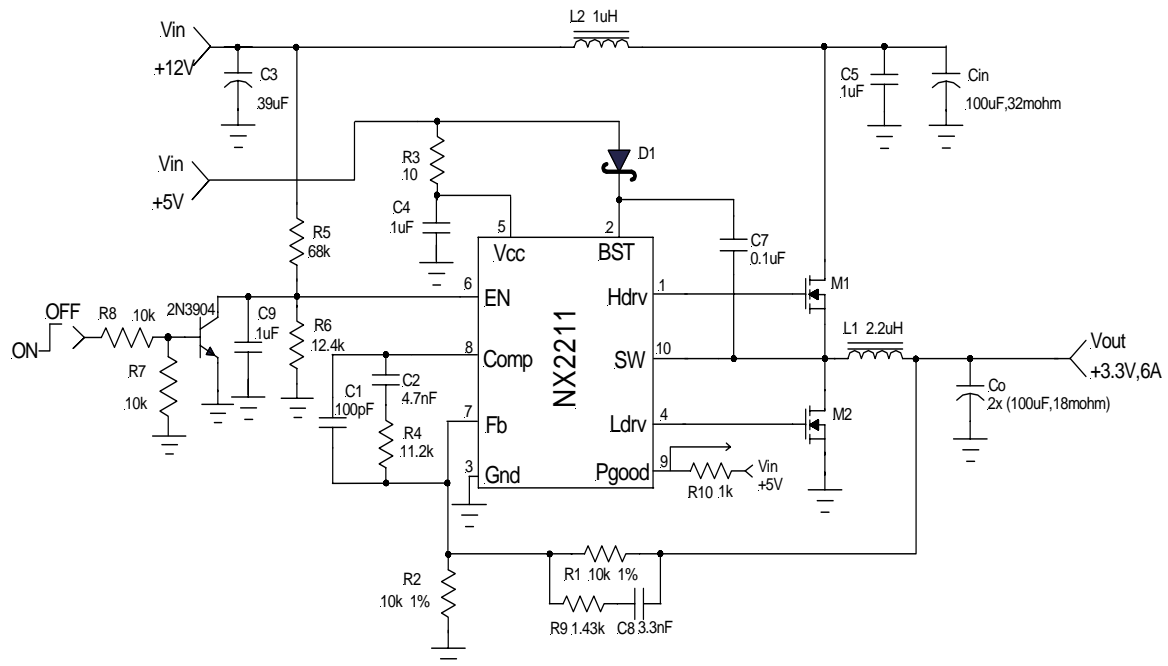 L2 1uH
Vin
+12V
C3
39uF
C5
1uF
Cin
100uF,32mohm
Vin
+5V
R3
10
D1
C4
1uF
5
2
Vcc
BST
C7
0.1uF
R5
68k
6
EN
1
Hdrv
M1
OFF
ON
R8 10k
2N3904
C9
1uF
R6
12.4k
L1 2.2uH
8
Comp
NX2211
SW
10
Vout
+3.3V,6A
R7
10k
C1
100pF
C2
4.7nF
Co
2x (100uF,18mohm)
7
Fb
R4
11.2k
4
Ldrv
M2
3
Gnd
Pgood
9
R10 1k
Vin
+5V
R2
10k 1%
R1 10k 1%
R9 1.43k
C8 3.3nF